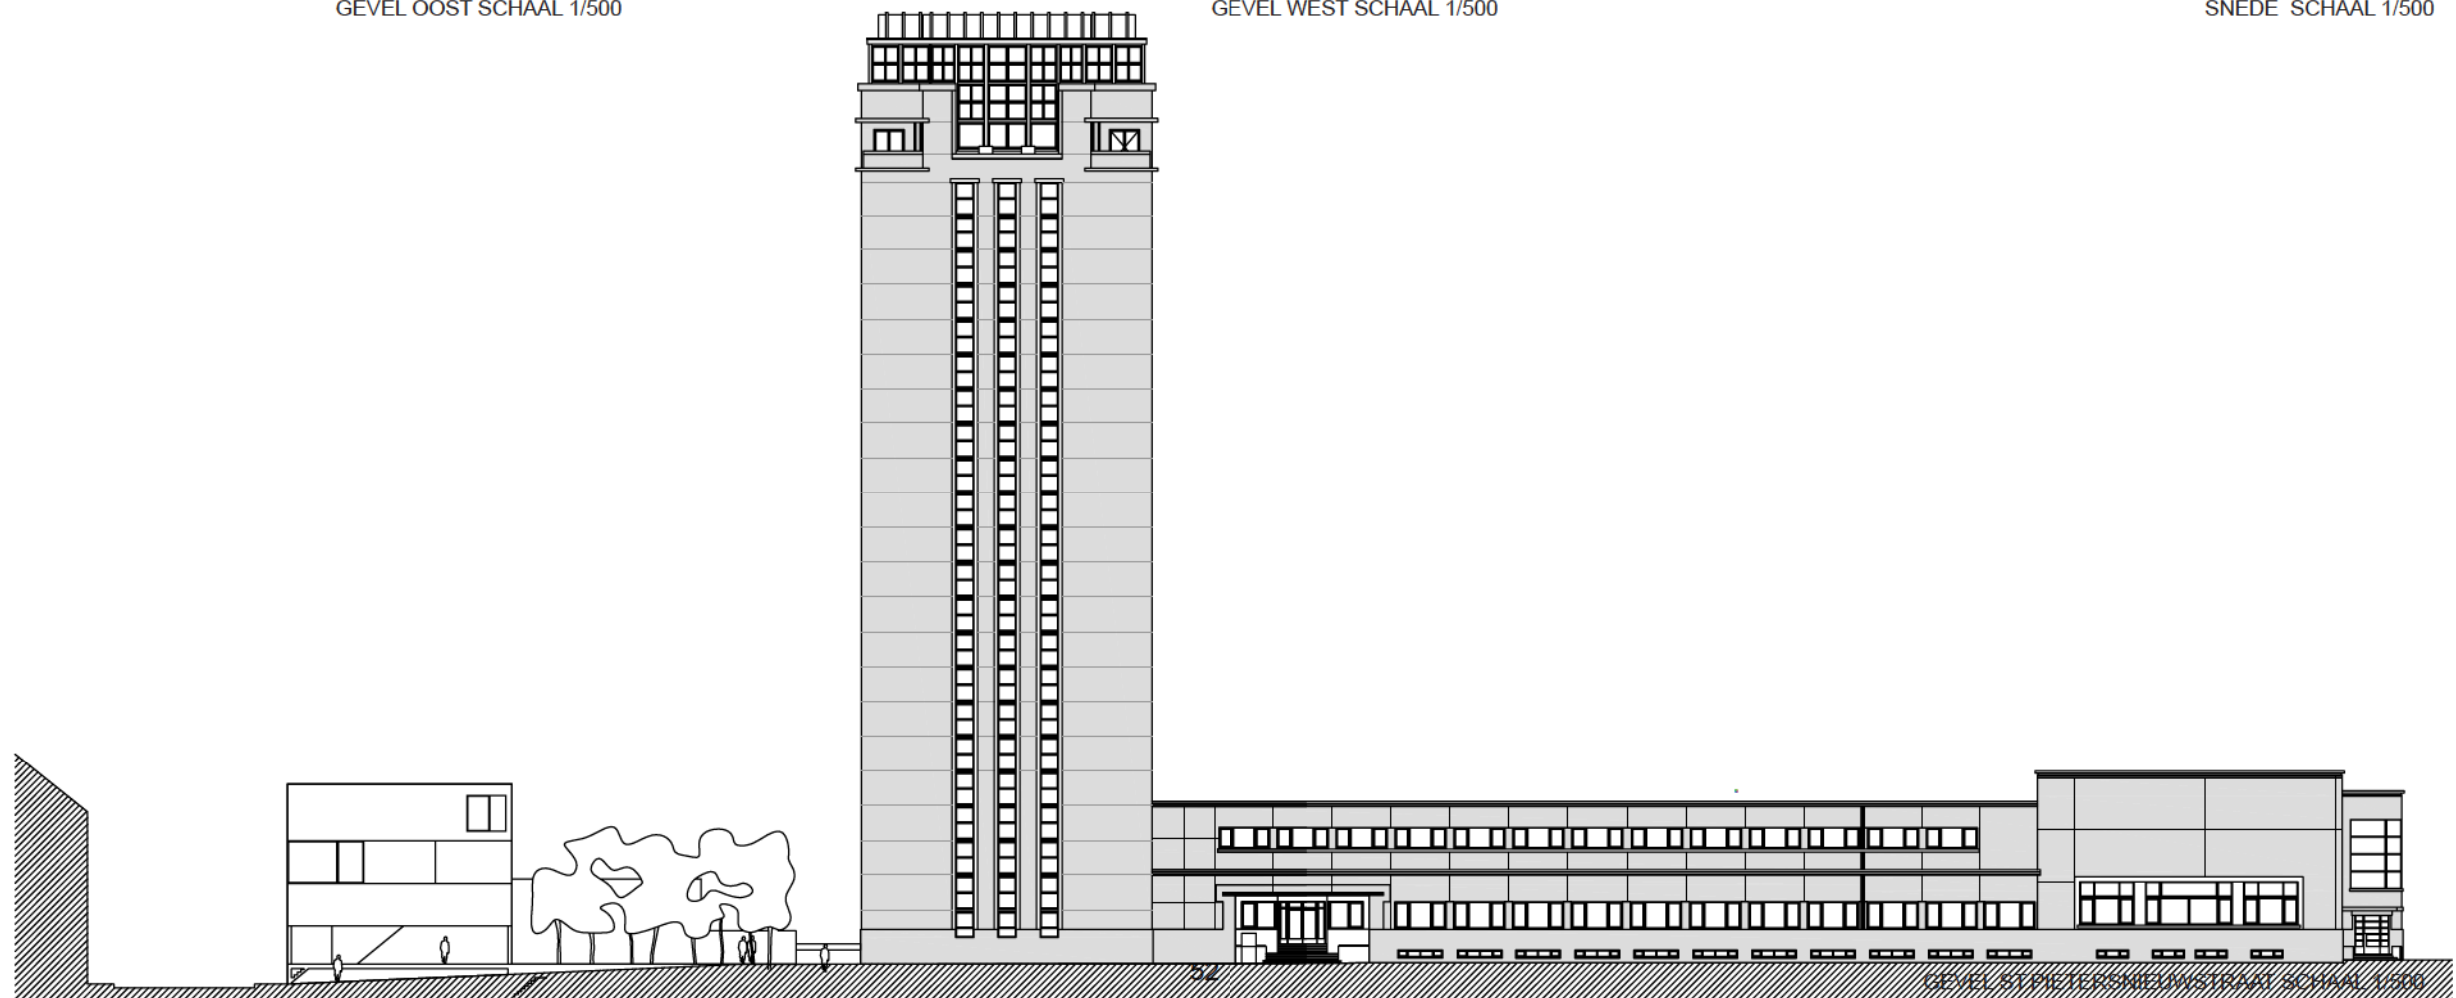 GEVEL OOST SCHAAL 1/500
GEVEL WEST SCHAAL 1/500
SNEDE SCHAAL 1/500
52
GEVEL ST.PIETERSNIEUWSTRAAT SCHAAL 1/500